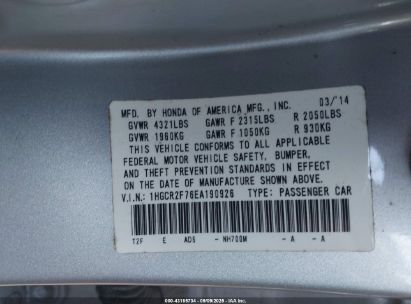 MFD. BY HONDA OF AMERICA MFG., INC. 03/'14
GVWR 4321LBS GAWR F 2315LBS R 2050LBS
GVWR 1960KG GAWR F 1050KG R 930KG
THIS VEHICLE CONFORMS TO ALL APPLICABLE
FEDERAL MOTOR VEHICLE SAFETY, BUMPER,
AND THEFT PREVENTION STANDARDS IN EFFECT
ON THE DATE OF MANUFACTURE SHOWN ABOVE.
V.I.N.: 1HGCR2F76EA190926 TYPE: PASSENGER CAR
T2F E AD5 - NH700M - A - A